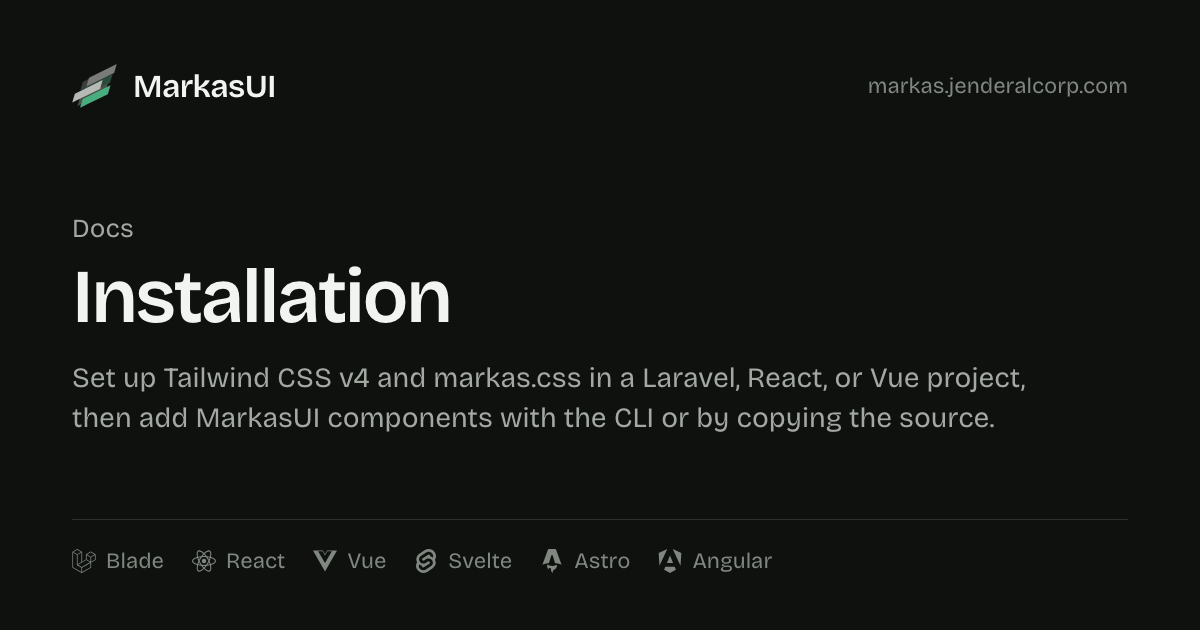 MarkasUI
markas.jenderalcorp.com
Docs
Installation
Set up Tailwind CSS v4 and markas.css in a Laravel, React, or Vue project,
then add MarkasUI components with the CLI or by copying the source.
Blade React Vue Svelte Astro Angular